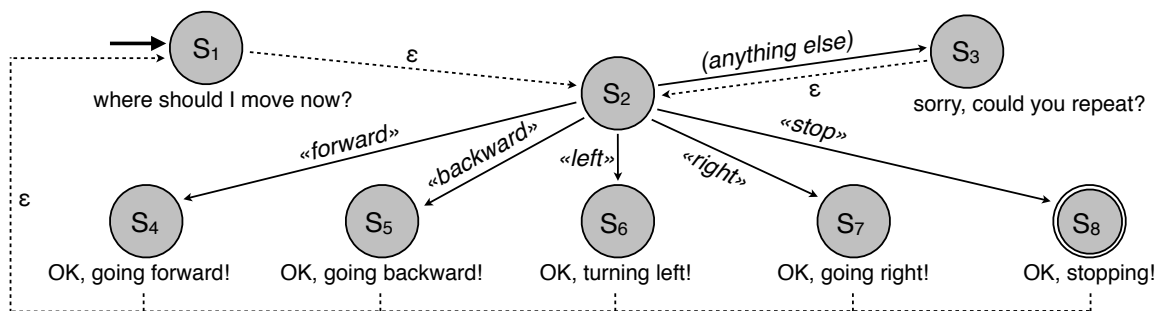 S1
ε
(anything else)
S3
S2
ε
where should I move now?
sorry, could you repeat?
«forward»
«backward»
«left»
«right»
«stop»
ε
S4
S5
S6
S7
S8
OK, going forward!
OK, going backward!
OK, turning left!
OK, going right!
OK, stopping!